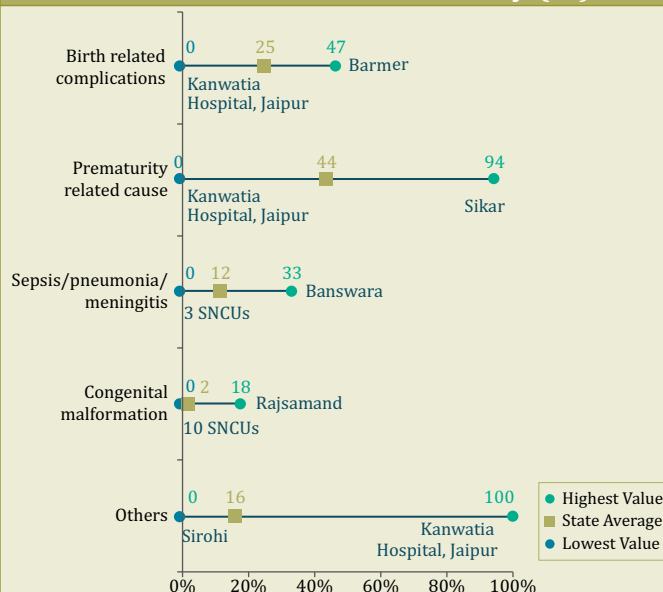 0 25 47
Birth related
complications
Barmer
Kanwatia
Hospital, Jaipur
0 44 94
Prematurity
related cause
Kanwatia
Hospital, Jaipur
Sikar
0 12 33
Sepsis/pneumonia/
meningitis
Banswara
3 SNCUs
0 2 18
Congenital
malformation
Rajsamand
10 SNCUs
0 16 100
Others
Sirohi
Kanwatia
Hospital, Jaipur
Highest Value
State Average
Lowest Value
0% 20% 40% 60% 80% 100%